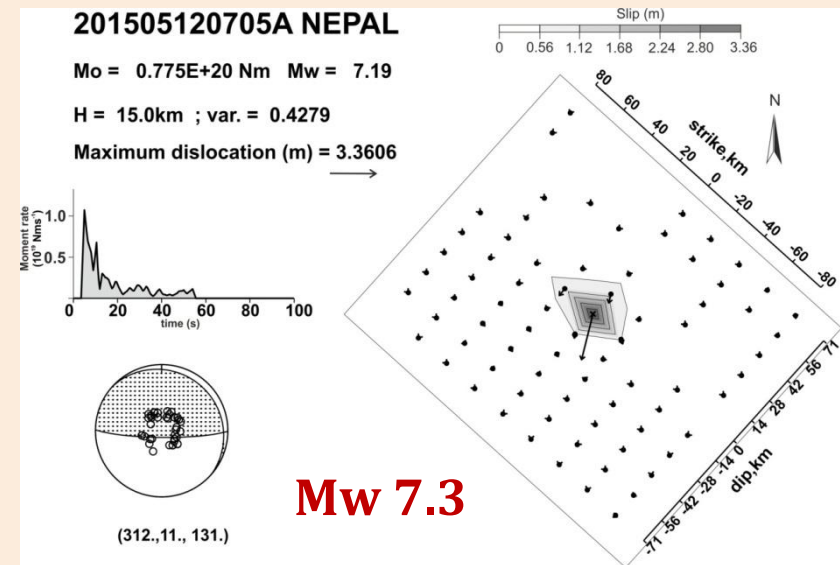 201505120705A NEPAL
Mo = 0.775E+20 Nm Mw = 7.19
H = 15.0km ; var. = 0.4279
Maximum dislocation (m) = 3.3606
Slip (m)
0 0.56 1.12 1.68 2.24 2.80 3.36
N
80 60 40 20 0 -20 -40 -60 -80
strike,km
Moment rate
(10¹⁹ Nms⁻¹)
1.0
0.5
0
0 20 40 60 80 100
time (s)
71 56 42 28 14 0 -14 -28 -42 -56 -71
dip,km
(312.,11., 131.)
Mw 7.3